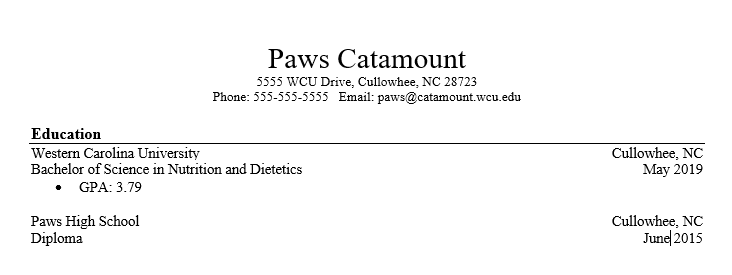 Paws Catamount
5555 WCU Drive, Cullowhee, NC 28723
Phone: 555-555-5555 Email: paws@catamount.wcu.edu
Education
Western Carolina University Cullowhee, NC
Bachelor of Science in Nutrition and Dietetics May 2019
• GPA: 3.79
Paws High School Cullowhee, NC
Diploma June 2015